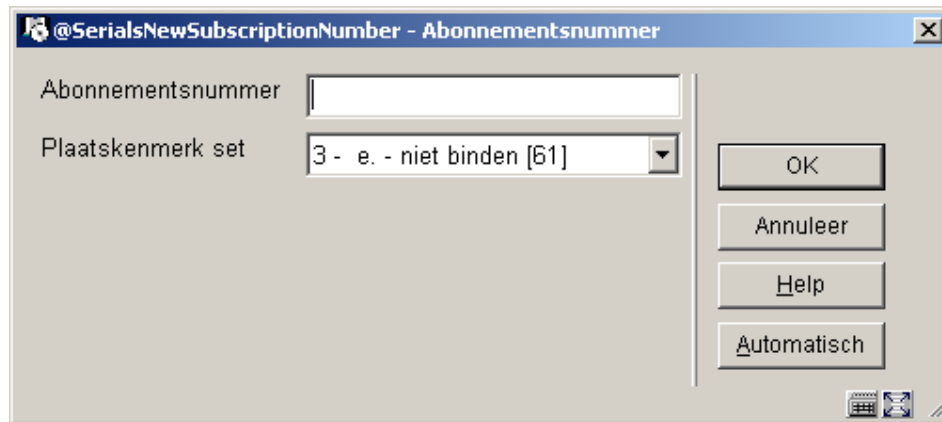 @SerialsNewSubscriptionNumber - Abonnementsnummer
Abonnementsnummer
Plaatskenmerk set
3 - e. - niet binden [61]
OK
Annuleer
Help
Automatisch